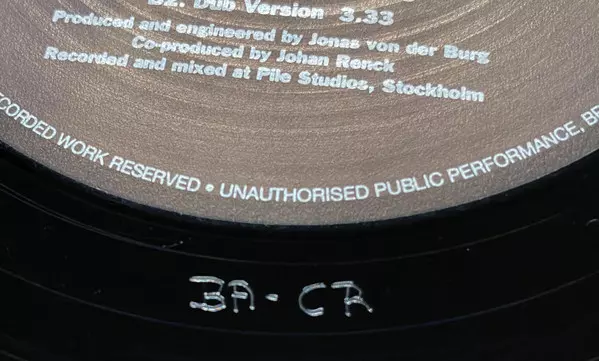 B2. Dub Version 3.33
Produced and engineered by Jonas von der Burg
Co-produced by Johan Renck
Recorded and mixed at Pile Studios, Stockholm
CORDED WORK RESERVED • UNAUTHORISED PUBLIC PERFORMANCE, BR
3A - CR